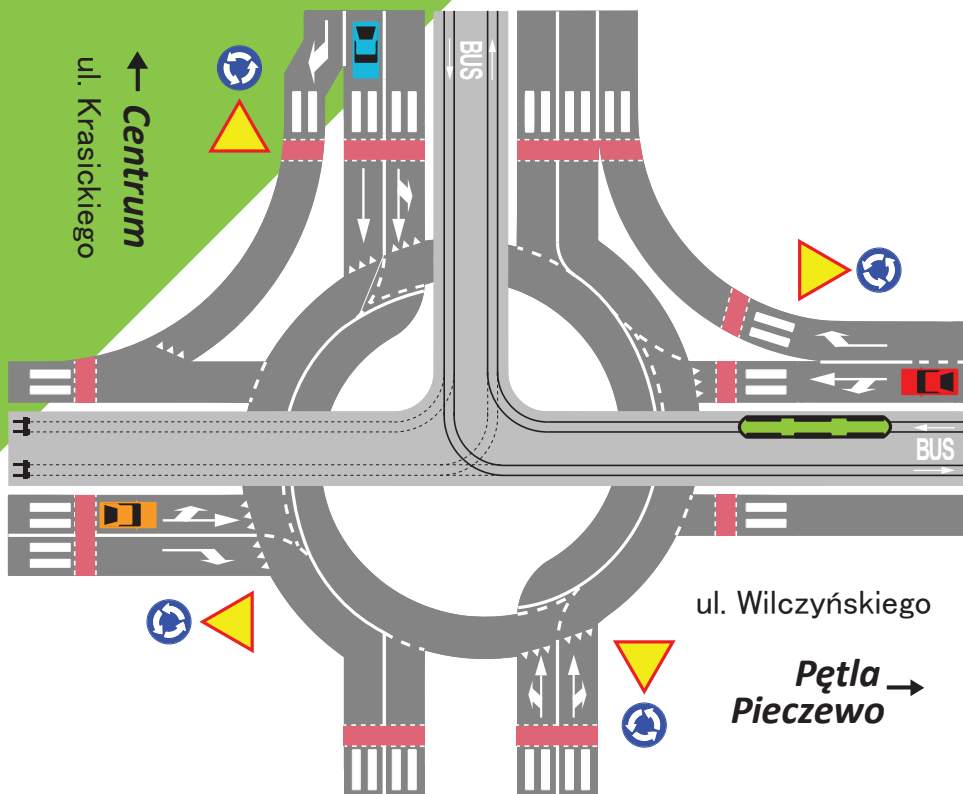 ← Centrum
ul. Krasickiego
BUS
BUS
ul. Wilczyńskiego
Pętla
Pieczewo →